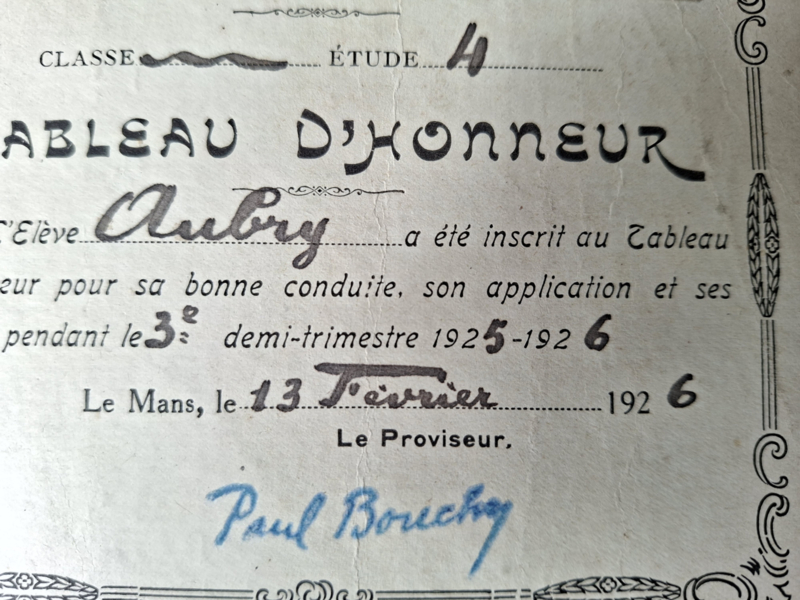 CLASSE ÉTUDE 4
ABLEAU D'HONNEUR
L'Elève Aubry a été inscrit au Tableau
eur pour sa bonne conduite, son application et ses
pendant le 3e demi-trimestre 1925-1926
Le Mans, le 13 Février 1926
Le Proviseur,
Paul Bouchy